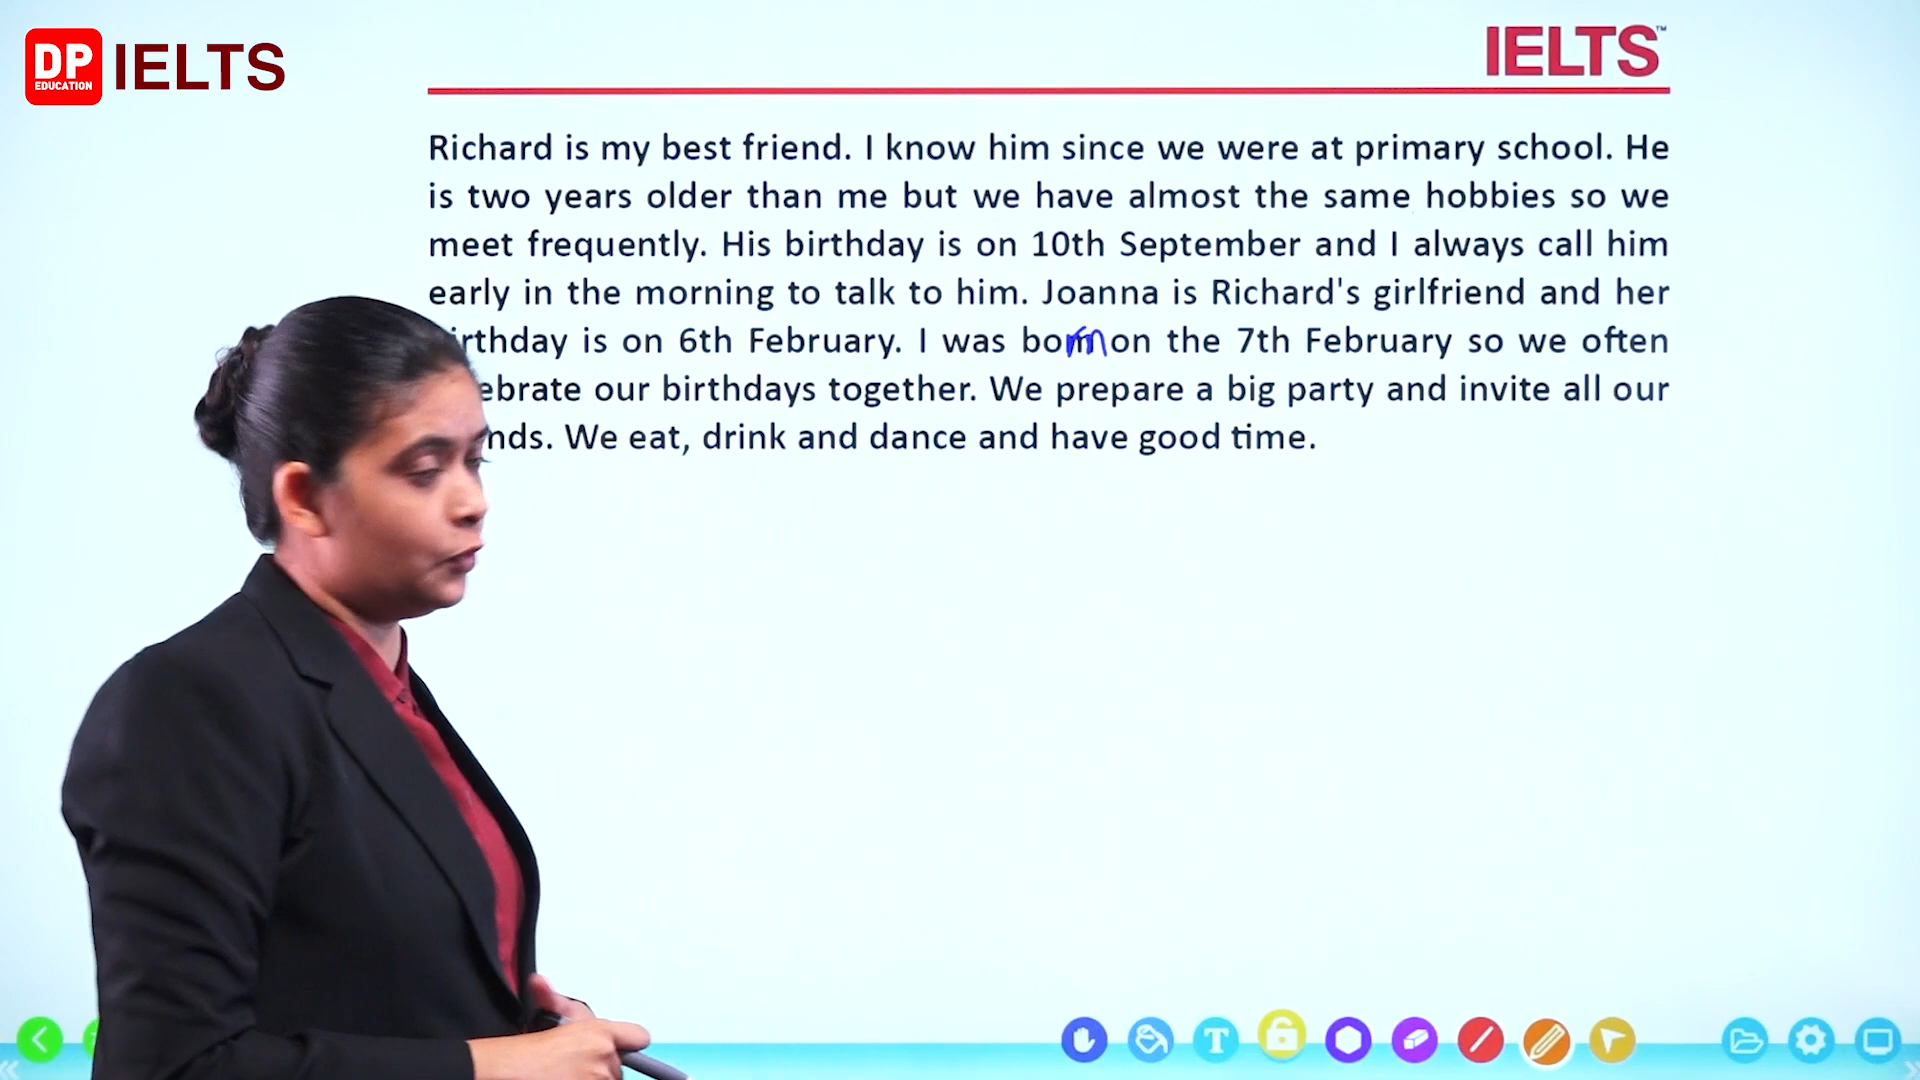 DP
EDUCATION
IELTS
IELTS™
Richard is my best friend. I know him since we were at primary school. He
is two years older than me but we have almost the same hobbies so we
meet frequently. His birthday is on 10th September and I always call him
early in the morning to talk to him. Joanna is Richard's girlfriend and her
rthday is on 6th February. I was born on the 7th February so we often
ebrate our birthdays together. We prepare a big party and invite all our
nds. We eat, drink and dance and have good time.
T